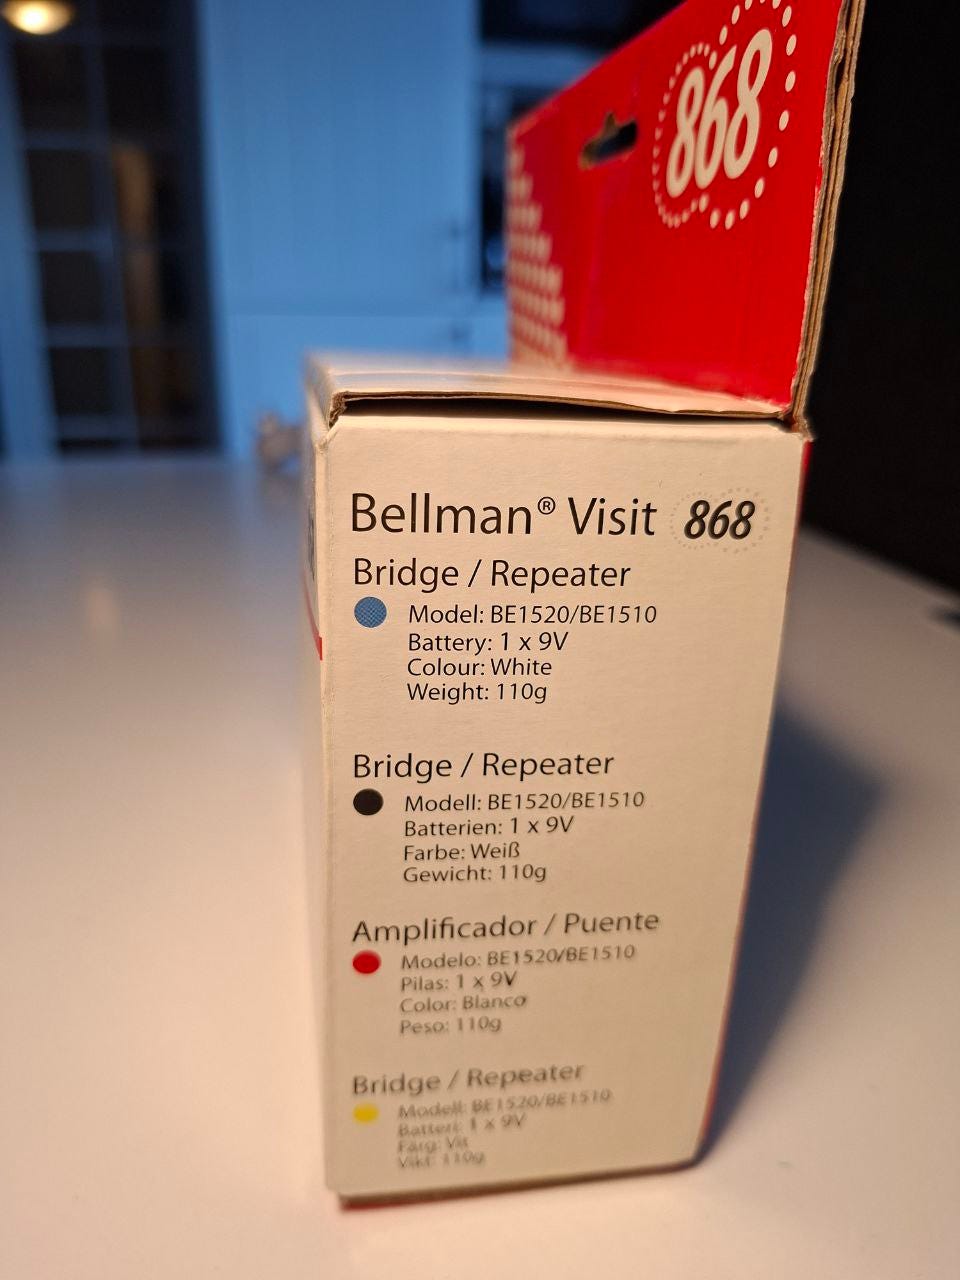 868
Bellman® Visit 868
Bridge / Repeater
Model: BE1520/BE1510
Battery: 1 x 9V
Colour: White
Weight: 110g
Bridge / Repeater
Modell: BE1520/BE1510
Batterien: 1 x 9V
Farbe: Weiß
Gewicht: 110g
Amplificador / Puente
Modelo: BE1520/BE1510
Pilas: 1 x 9V
Color: Blanco
Peso: 110g
Bridge / Repeater
Modell: BE1520/BE1510
Batteri: 1 x 9V
Färg: Vit
Vikt: 110g